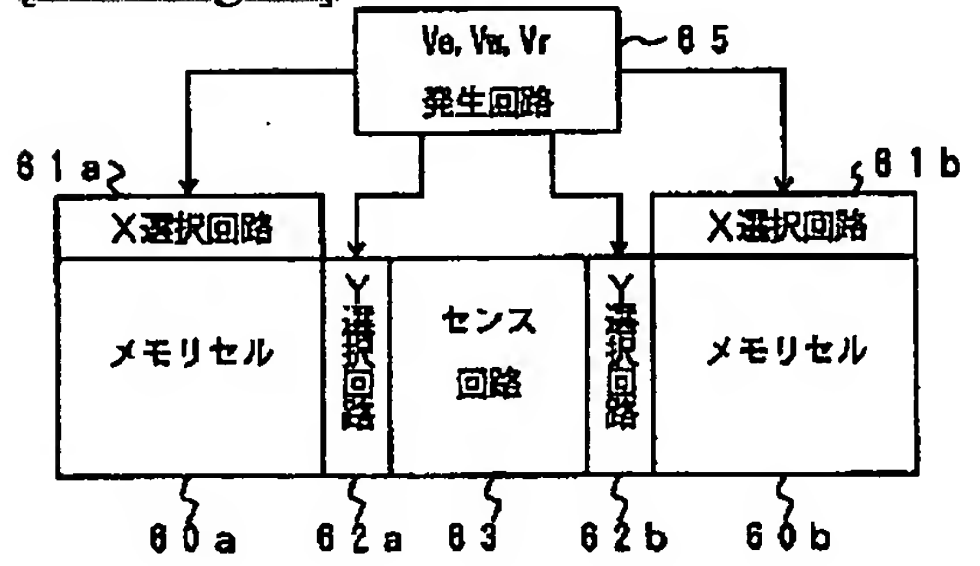 Ve, Vw, Vr
発生回路
65
61a
61b
X選択回路
X選択回路
メモリセル
Y選択回路
センス
回路
Y選択回路
メモリセル
60a
62a
63
62b
60b